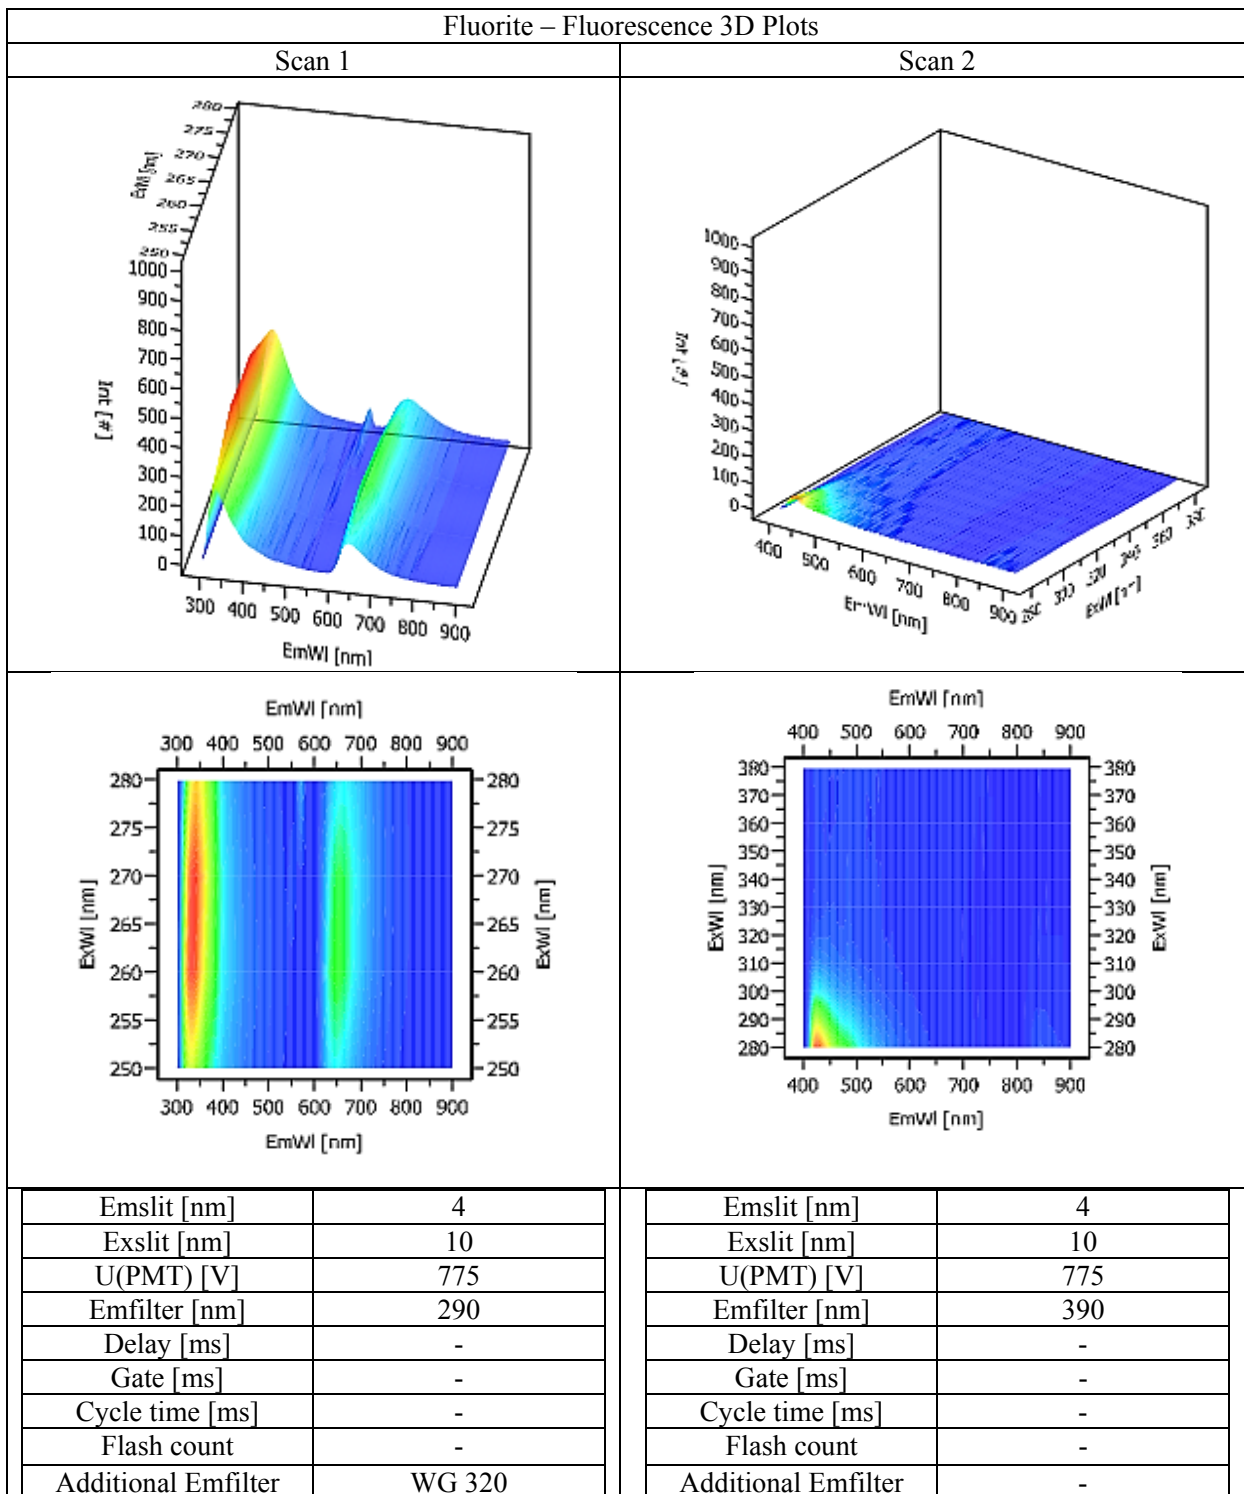 Fluorite – Fluorescence 3D Plots
Scan 1
Scan 2
280
275
270
265
260
255
250
ExWl [nm]
1000
900
800
700
600
500
400
300
200
100
0
Int [#]
300 400 500 600 700 800 900
EmWl [nm]
1000
900
800
700
600
500
400
300
200
100
0
Int [#]
400 500 600 700 800 900
[nm]
320 340 360
EmWl [nm]
300 400 500 600 700 800 900
280
275
270
265
260
255
250
ExWl [nm]
280
275
270
265
260
255
250
ExWl [nm]
300 400 500 600 700 800 900
EmWl [nm]
EmWl [nm]
400 500 600 700 800 900
380
370
360
350
340
330
320
310
300
290
280
ExWl [nm]
380
370
360
350
340
330
320
310
300
290
280
ExWl [nm]
400 500 600 700 800 900
EmWl [nm]
Emslit [nm] 4
Exslit [nm] 10
U(PMT) [V] 775
Emfilter [nm] 290
Delay [ms] -
Gate [ms] -
Cycle time [ms] -
Flash count -
Additional Emfilter WG 320
Emslit [nm] 4
Exslit [nm] 10
U(PMT) [V] 775
Emfilter [nm] 390
Delay [ms] -
Gate [ms] -
Cycle time [ms] -
Flash count -
Additional Emfilter -